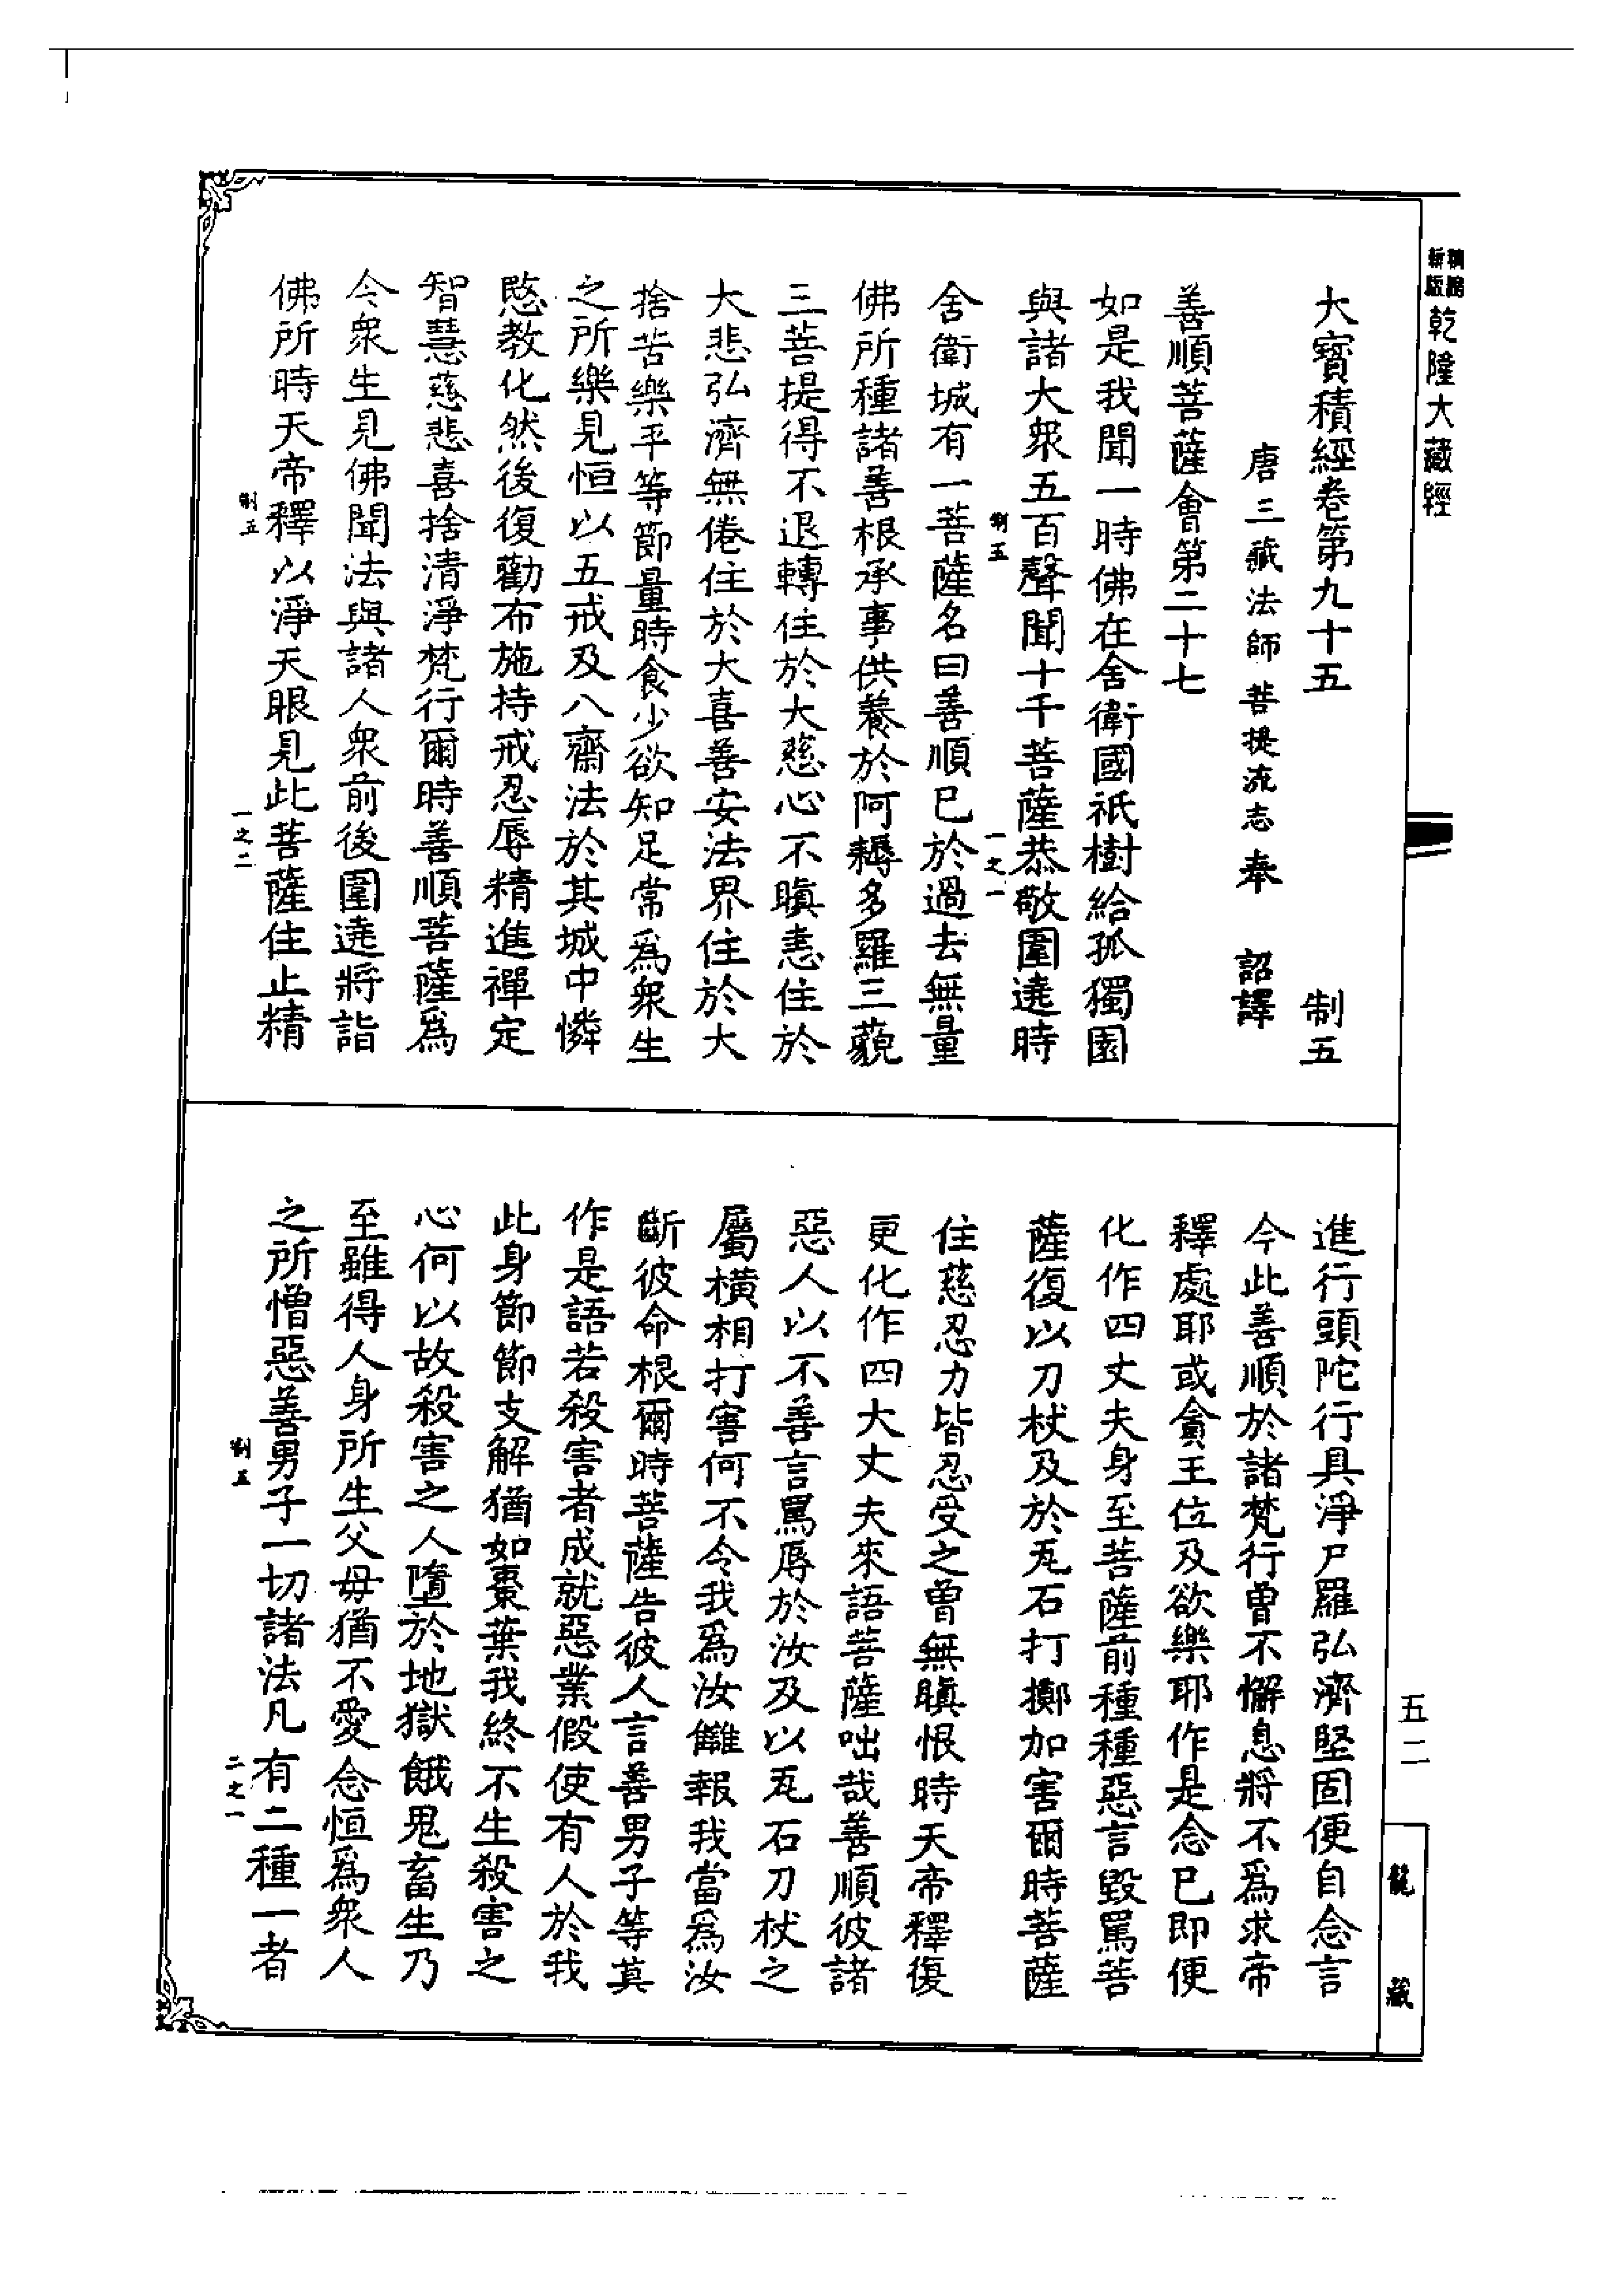 新版
乾隆大藏經
大寶積經卷第九十五
制五
唐三藏法師菩提流志奉
詔譯
善順菩薩會第二十七
如是我聞一時佛在舍衛國祇樹給孤獨園
與諸大衆五百聲聞十千菩薩恭敬圍遶時
制五
一之一
舍衛城有一菩薩名曰善順已於過去無量
佛所種諸善根承事供養於阿耨多羅三藐
三菩提得不退轉住於大慈心不瞋恚住於
大悲弘濟無倦住於大喜善安法界住於大
捨苦樂平等節量時食少欲知足常爲衆生
之所樂見恒以五戒及八齋法於其城中憐
愍教化然後復勸布施持戒忍辱精進禪定
智慧慈悲喜捨清淨梵行爾時善順菩薩爲
令衆生見佛聞法與諸人衆前後圍遶將詣
佛所時天帝釋以淨天眼見此菩薩住止精
制五
一之二
進行頭陀行具淨尸羅弘濟堅固便自念言
今此善順於諸梵行曾不懈息將不爲求帝
釋處耶或貪王位及欲樂耶作是念已即便
化作四丈夫身至菩薩前種種惡言毀罵菩
薩復以刀杖及於瓦石打擲加害爾時菩薩
住慈忍力皆忍受之曾無瞋恨時天帝釋復
更化作四大丈夫來語菩薩咄哉善順彼諸
惡人以不善言罵辱於汝及以瓦石刀杖之
屬橫相打害何不令我爲汝讎報我當爲汝
斷彼命根爾時菩薩告彼人言善男子等莫
作是語若殺害者成就惡業假使有人於我
此身節節支解猶如棗葉我終不生殺害之
心何以故殺害之人墮於地獄餓鬼畜生乃
至雖得人身所生父母猶不愛念恒爲衆人
之所憎惡善男子一切諸法凡有二種一者
制五
二之一
五二
龍藏